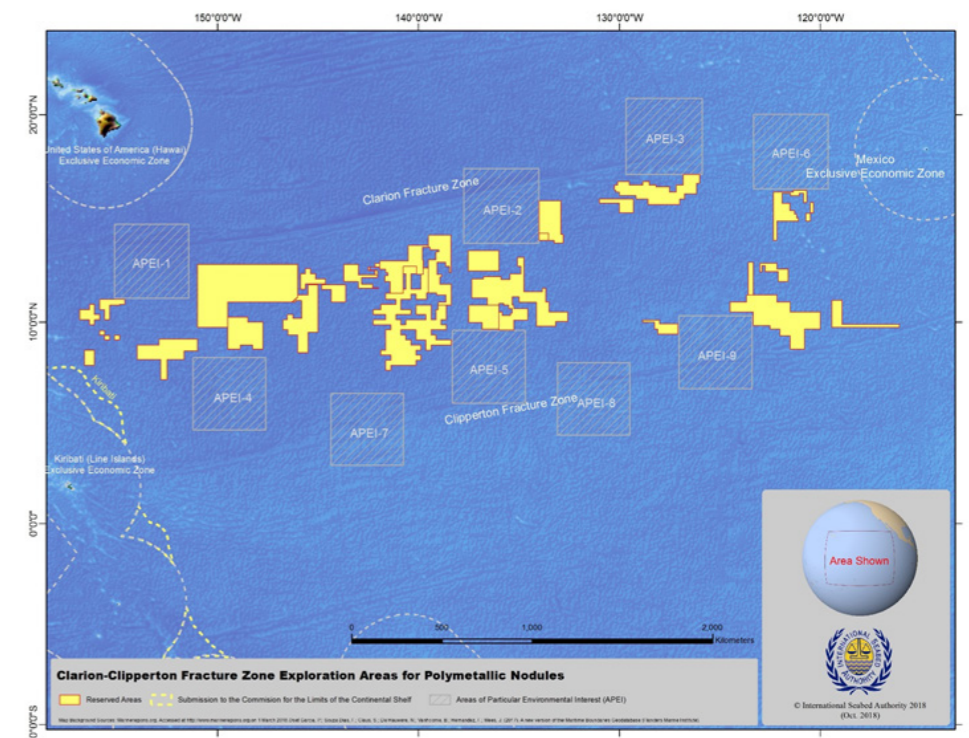 150°0'0"W 140°0'0"W 130°0'0"W 120°0'0"W
20°0'0"N
10°0'0"N
0°0'0"
United States of America (Hawai)
Exclusive Economic Zone
Mexico
Exclusive Economic Zone
Clarion Fracture Zone
APEI-3
APEI-6
APEI-2
APEI-1
APEI-9
APEI-5
APEI-4
APEI-8
APEI-7
Clipperton Fracture Zone
Kiribati
Kiribati (Line Islands)
Exclusive Economic Zone
Area Shown
INTERNATIONAL SEABED AUTHORITY
© International Seabed Authority 2018
(Oct. 2018)
0 500 1,000 2,000
Kilometers
Clarion-Clipperton Fracture Zone Exploration Areas for Polymetallic Nodules
Reserved Areas
Submission to the Commision for the Limits of the Continental Shelf
Areas of Particular Environmental Interest (APEI)